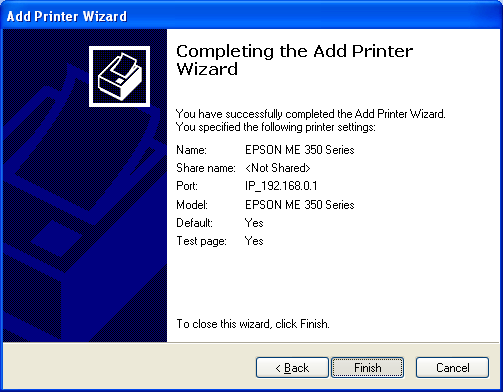 Add Printer Wizard
Completing the Add Printer
Wizard
You have successfully completed the Add Printer Wizard.
You specified the following printer settings:
Name: EPSON ME 350 Series
Share name: <Not Shared>
Port: IP_192.168.0.1
Model: EPSON ME 350 Series
Default: Yes
Test page: Yes
To close this wizard, click Finish.
< Back Finish Cancel